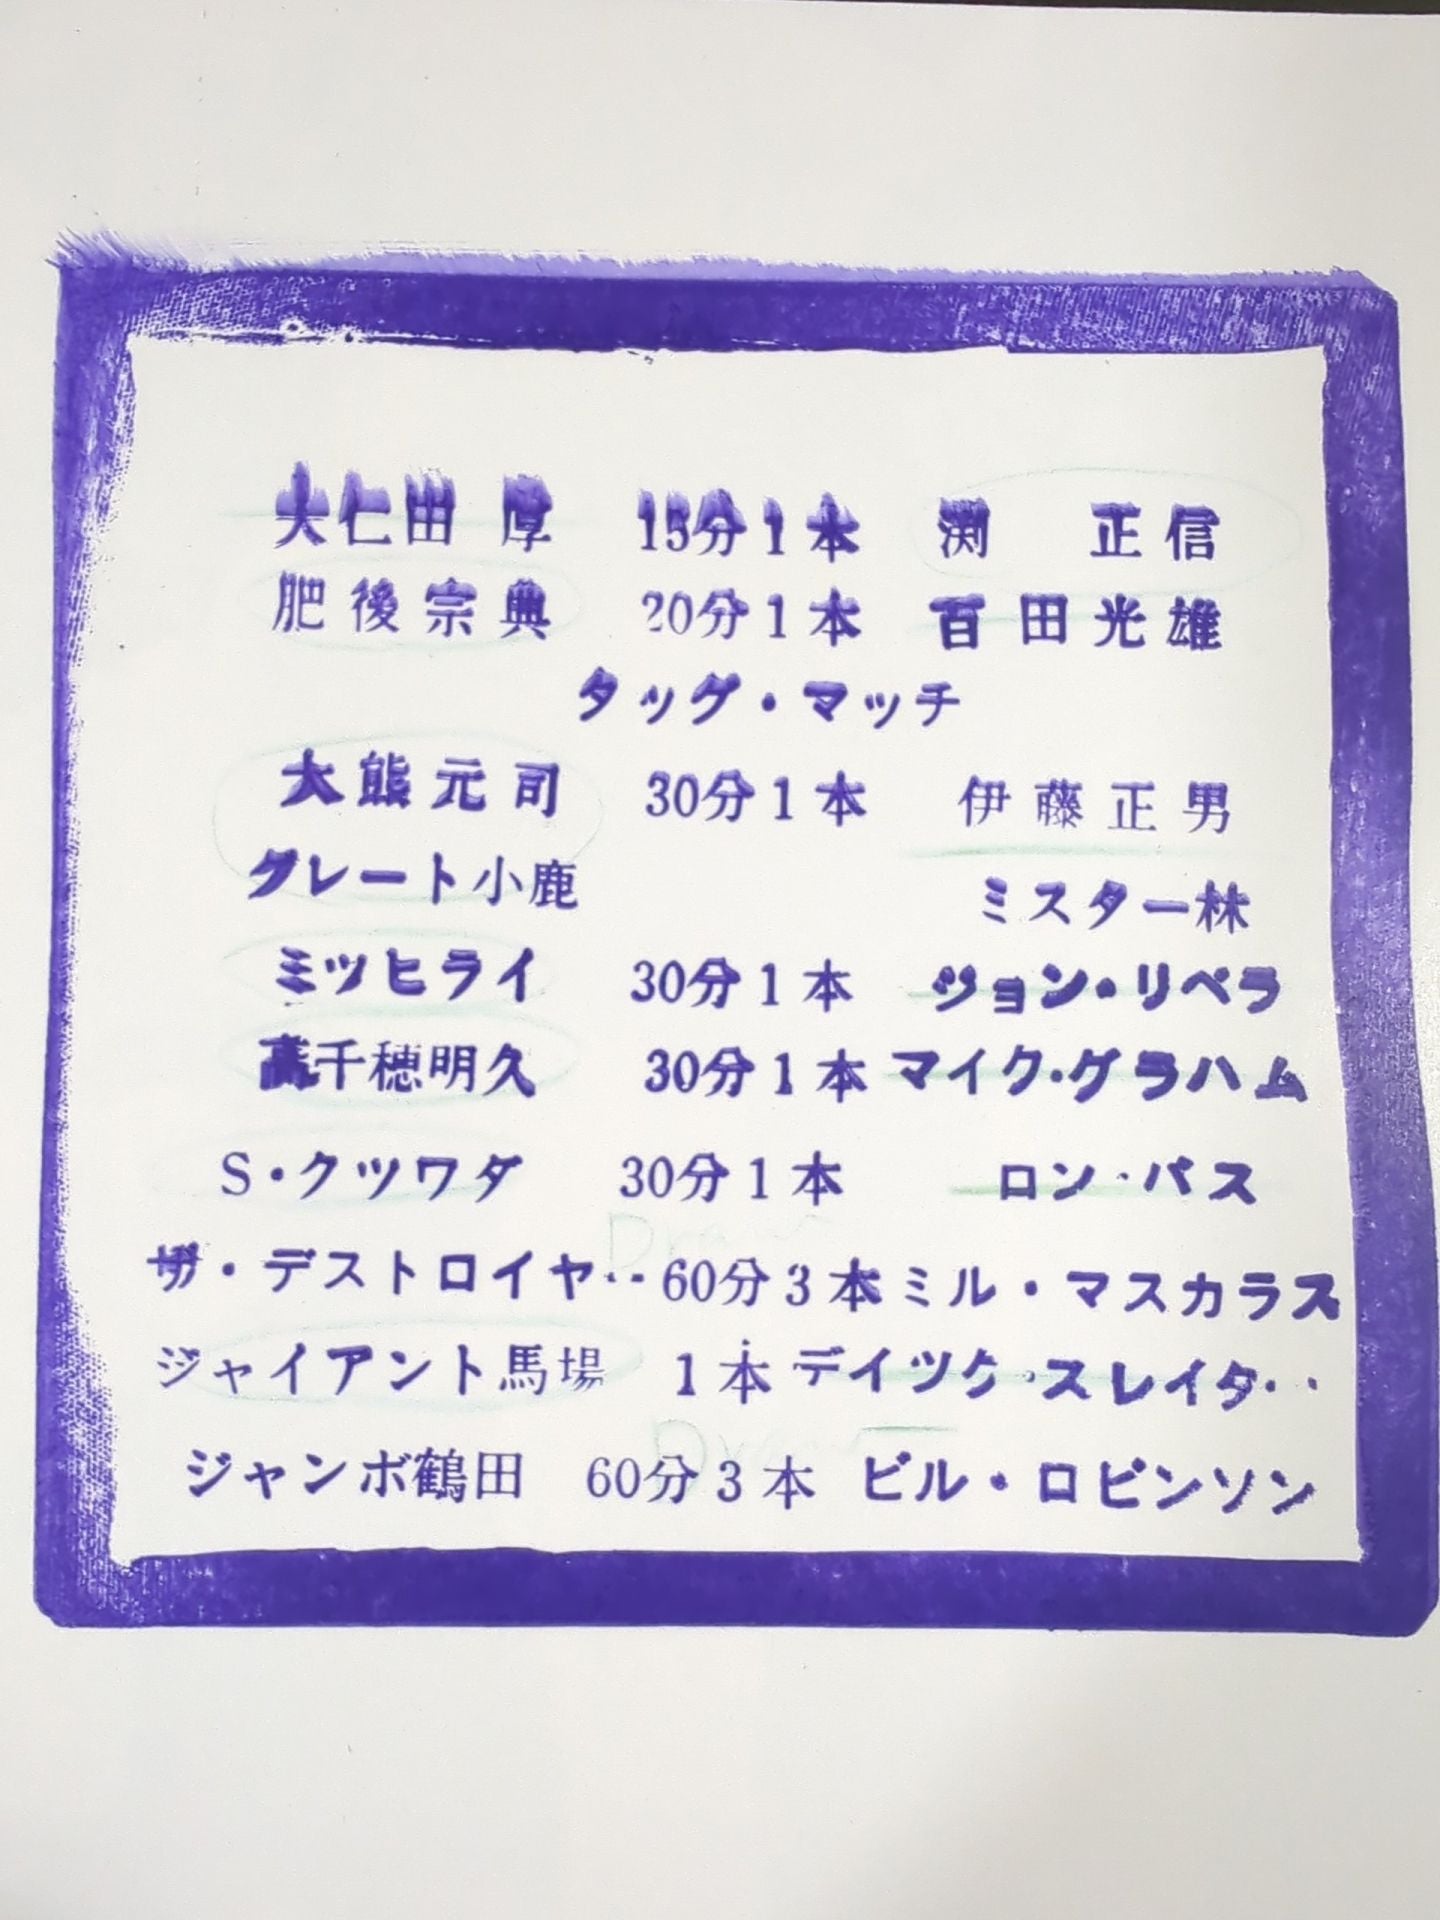 大仁田 厚 15分1本 渕 正信
肥後宗典 20分1本 百田光雄
タッグ・マッチ
大熊元司 30分1本 伊藤正男
グレート小鹿 ミスター林
ミツヒライ 30分1本 ジョン・リベラ
高千穂明久 30分1本 マイク・グラハム
S・クツワダ 30分1本 ロン・バス
Draw
ザ・デストロイヤー 60分3本 ミル・マスカラス
ジャイアント馬場 1本 デイック・スレイター
Draw
ジャンボ鶴田 60分3本 ビル・ロビンソン